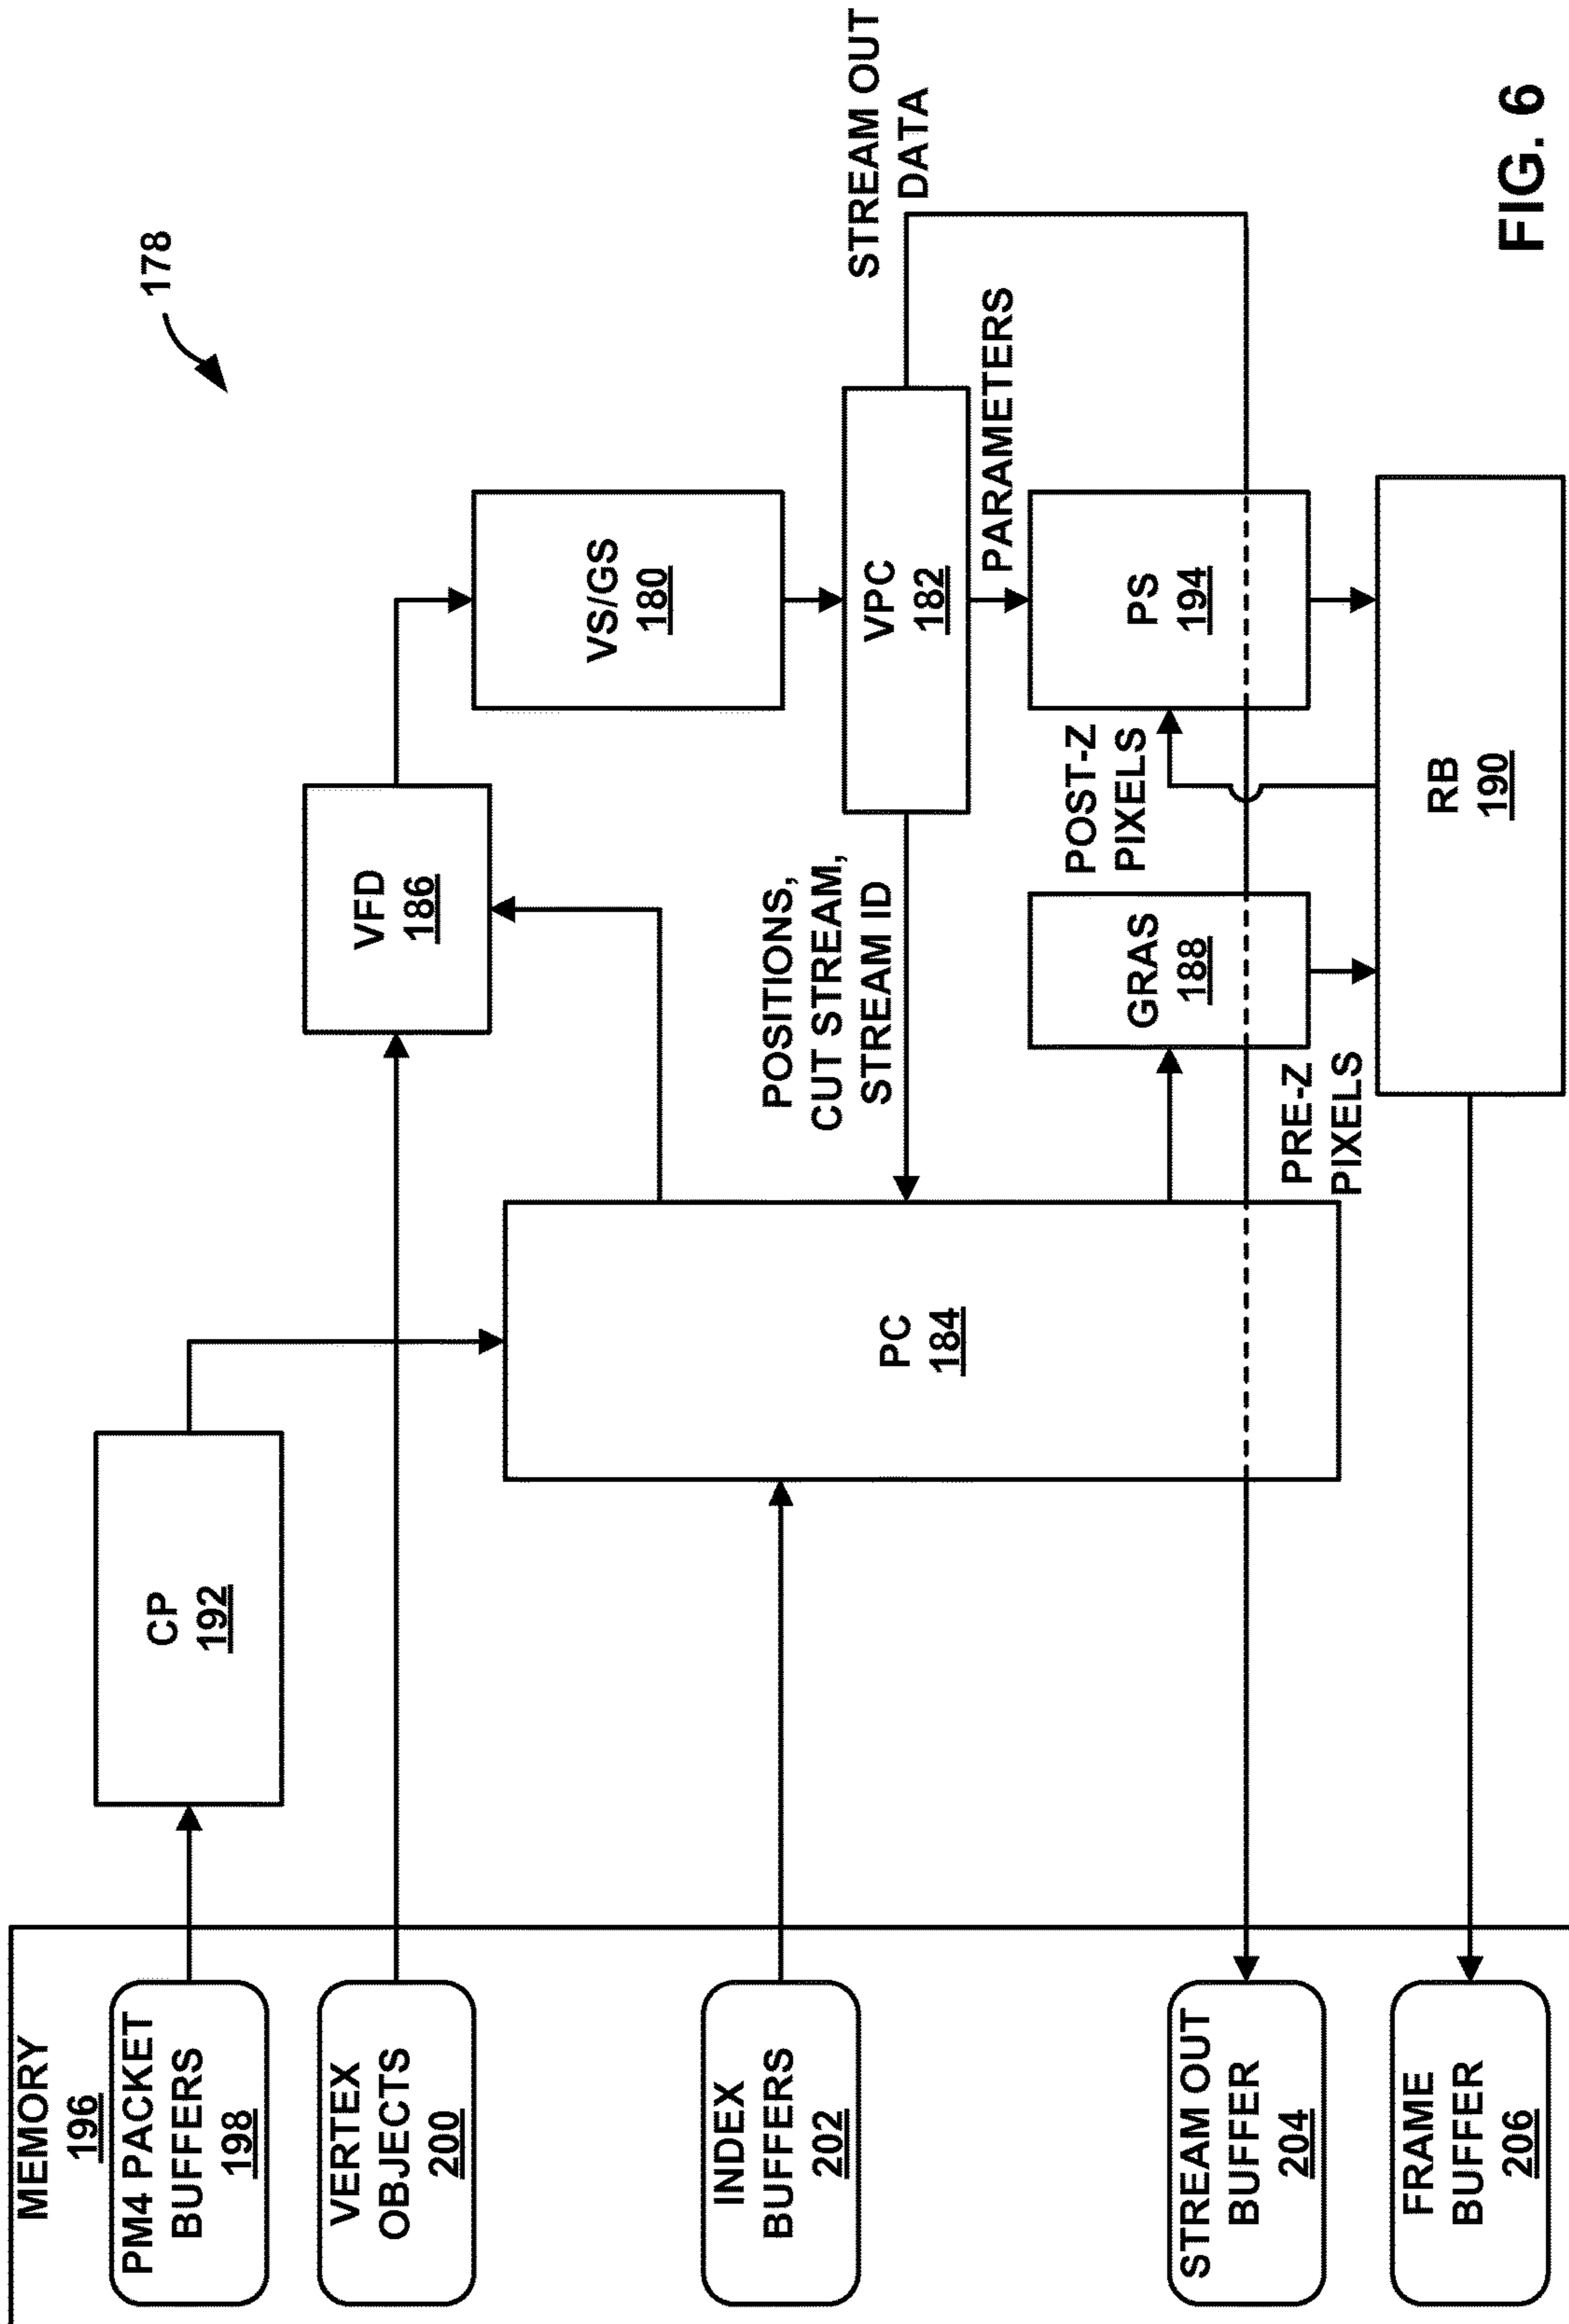 178
MEMORY
196
PM4 PACKET
BUFFERS
198
VERTEX
OBJECTS
200
INDEX
BUFFERS
202
STREAM OUT
BUFFER
204
FRAME
BUFFER
206
CP
192
VFD
186
VS/GS
180
PC
184
POSITIONS,
CUT STREAM,
STREAM ID
VPC
182
STREAM OUT
DATA
PARAMETERS
GRAS
188
POST-Z
PIXELS
PS
194
PRE-Z
PIXELS
RB
190
FIG. 6